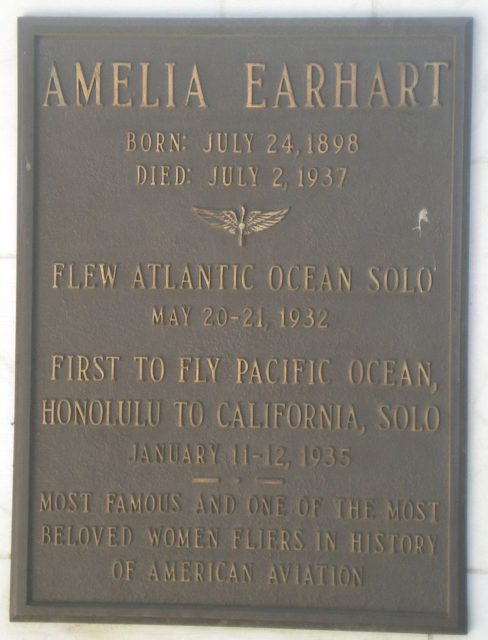 AMELIA EARHART
BORN: JULY 24, 1898
DIED: JULY 2, 1937
FLEW ATLANTIC OCEAN SOLO
MAY 20-21, 1932
FIRST TO FLY PACIFIC OCEAN,
HONOLULU TO CALIFORNIA, SOLO
JANUARY 11-12, 1935
MOST FAMOUS AND ONE OF THE MOST
BELOVED WOMEN FLIERS IN HISTORY
OF AMERICAN AVIATION